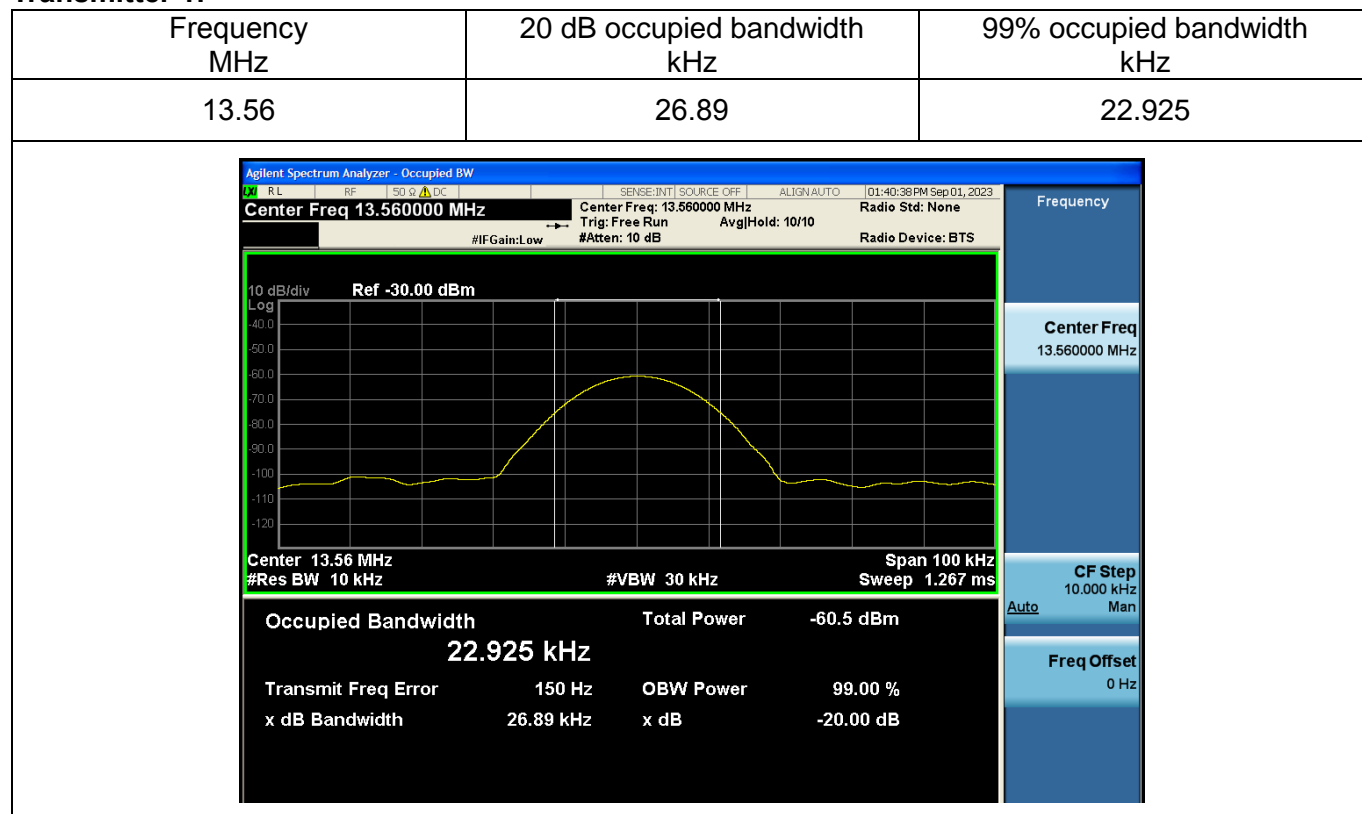 Frequency
MHz
20 dB occupied bandwidth
kHz
99% occupied bandwidth
kHz
13.56
26.89
22.925
Agilent Spectrum Analyzer - Occupied BW
LXI RL RF 50 Ω DC SENSE:INT SOURCE OFF ALIGN AUTO 01:40:38 PM Sep 01, 2023
Center Freq 13.560000 MHz
Center Freq: 13.560000 MHz
Radio Std: None
Trig: Free Run Avg|Hold: 10/10
#IFGain:Low
#Atten: 10 dB
Radio Device: BTS
10 dB/div Ref -30.00 dBm
Log
-40.0
-50.0
-60.0
-70.0
-80.0
-90.0
-100
-110
-120
Center 13.56 MHz
Span 100 kHz
#Res BW 10 kHz
#VBW 30 kHz
Sweep 1.267 ms
Occupied Bandwidth
Total Power -60.5 dBm
22.925 kHz
Transmit Freq Error 150 Hz
OBW Power 99.00 %
x dB Bandwidth 26.89 kHz
x dB -20.00 dB
Frequency
Center Freq
13.560000 MHz
CF Step
10.000 kHz
Auto Man
Freq Offset
0 Hz